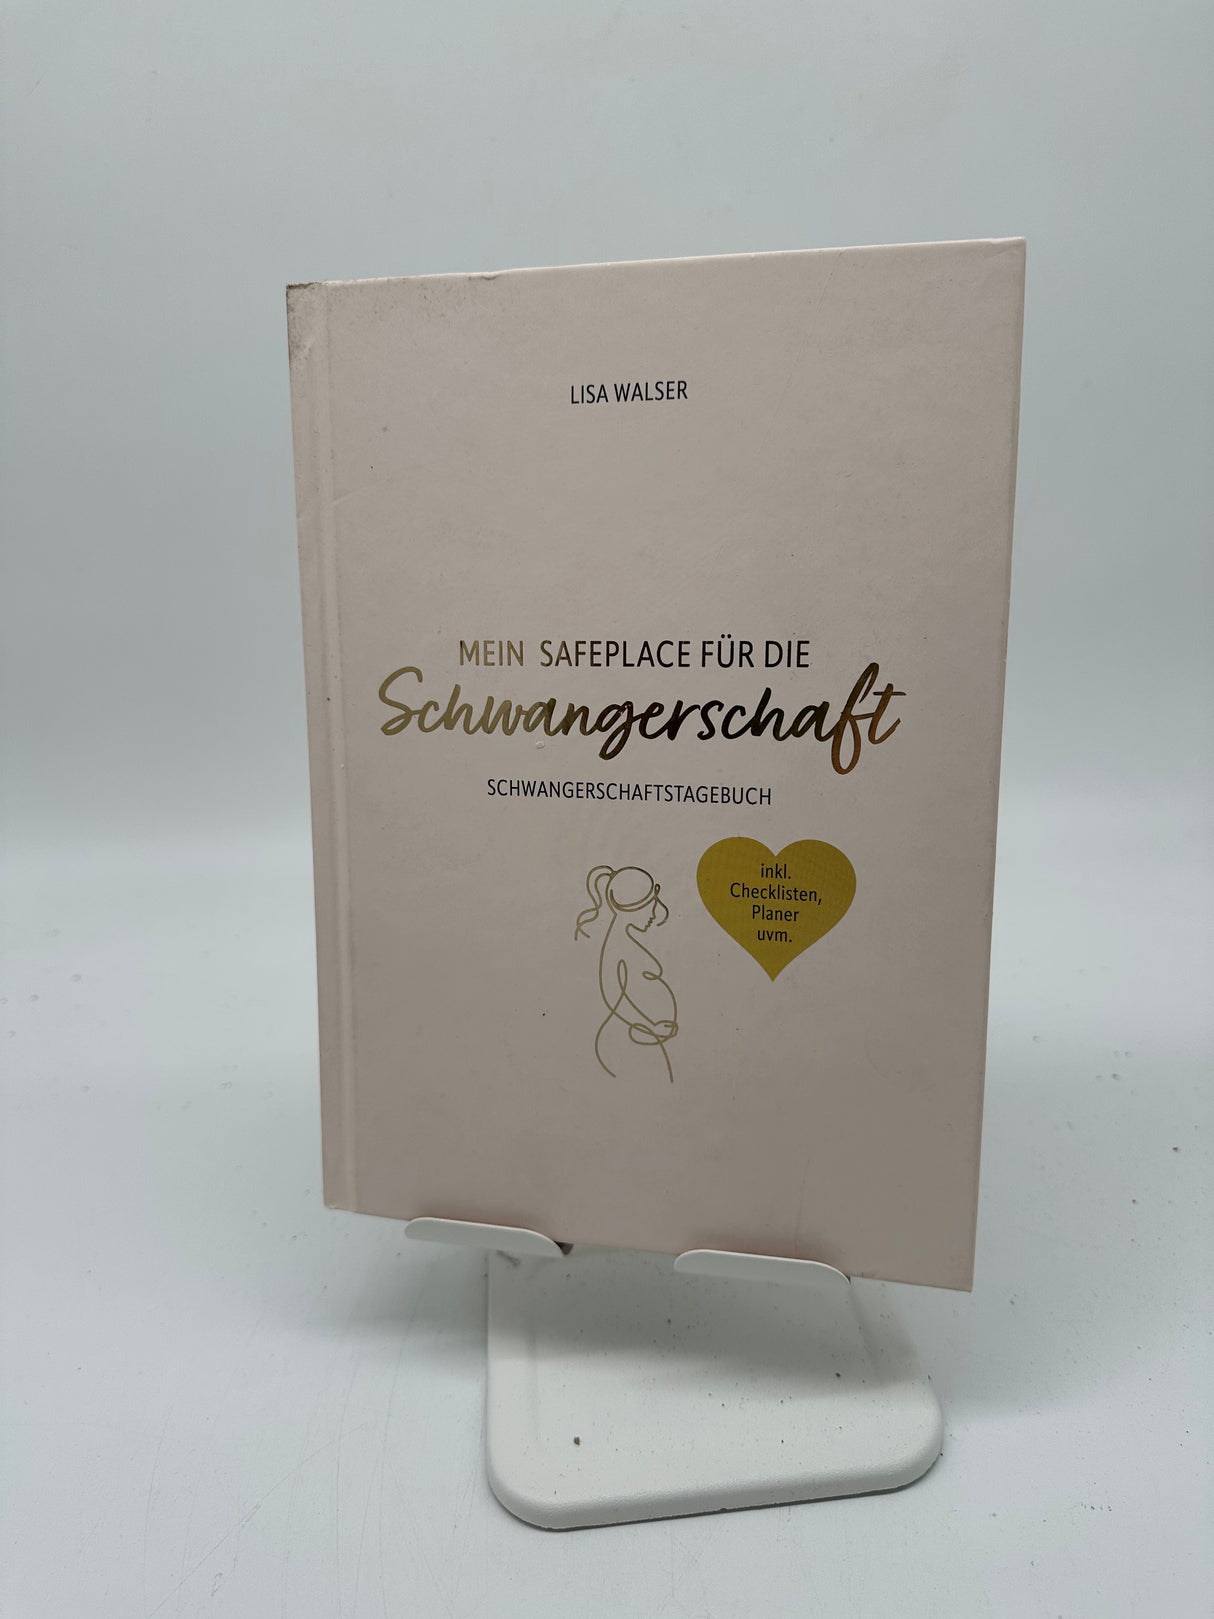 LISA WALSER
MEIN SAFEPLACE FÜR DIE
Schwangerschaft
SCHWANGERSCHAFTSTAGEBUCH
inkl.
Checklisten,
Planer
uvm.